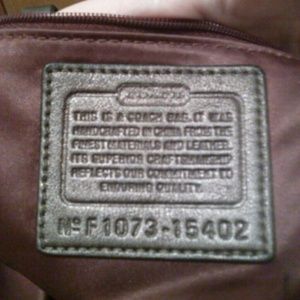 THIS IS A COACH BAG. IT WAS
HANDCRAFTED IN CHINA FROM THE
FINEST MATERIALS AND LEATHER.
ITS SUPERIOR CRAFTSMANSHIP
REFLECTS OUR COMMITMENT TO
ENDURING QUALITY.
Nº F1073-15402